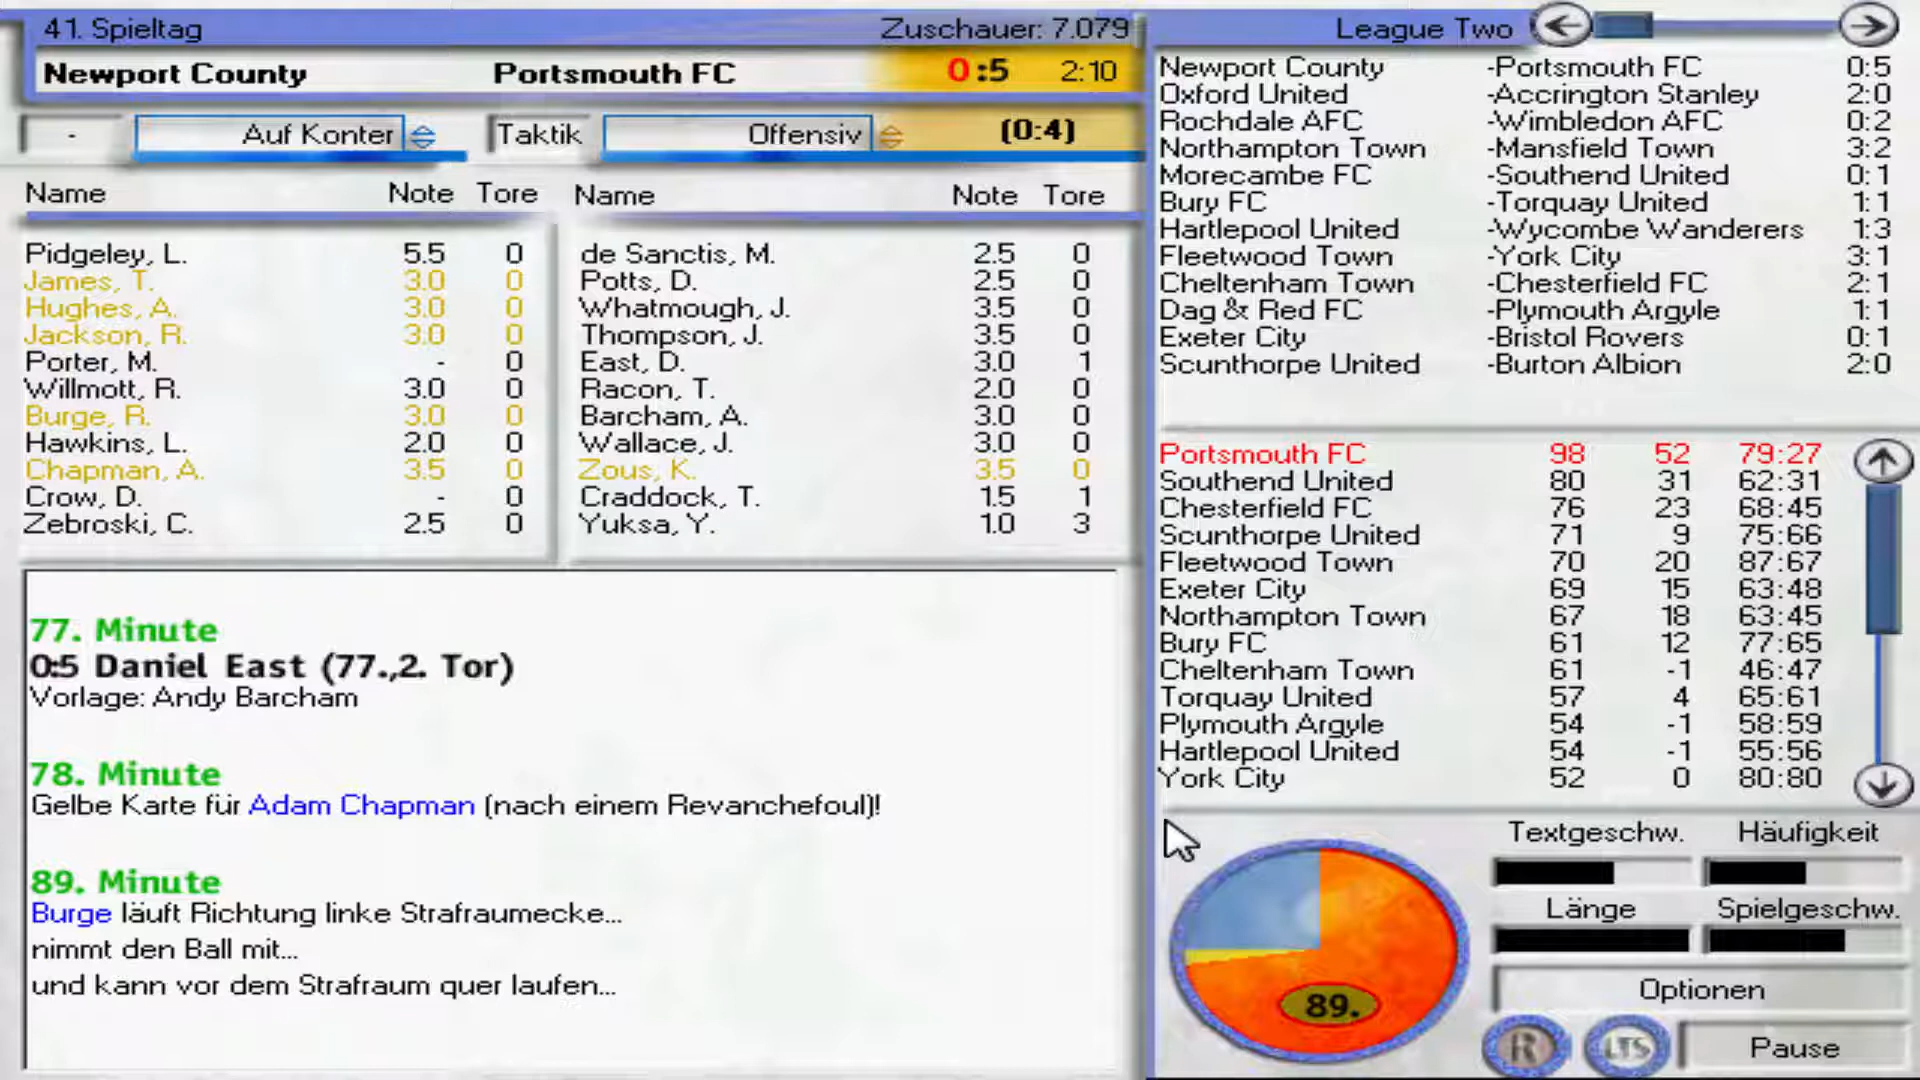 41. Spieltag Zuschauer: 7.079
Newport County Portsmouth FC 0:5 2:10
- Auf Konter Taktik Offensiv (0:4)
Name Note Tore Name Note Tore
Pidgeley, L. 5.5 0 de Sanctis, M. 2.5 0
James, T. 3.0 0 Potts, D. 2.5 0
Hughes, A. 3.0 0 Whatmough, J. 3.5 0
Jackson, R. 3.0 0 Thompson, J. 3.5 0
Porter, M. - 0 East, D. 3.0 1
Willmott, R. 3.0 0 Racon, T. 2.0 0
Burge, R. 3.0 0 Barcham, A. 3.0 0
Hawkins, L. 2.0 0 Wallace, J. 3.0 0
Chapman, A. 3.5 0 Zous, K. 3.5 0
Crow, D. - 0 Craddock, T. 1.5 1
Zebroski, C. 2.5 0 Yuksa, Y. 1.0 3
77. Minute
0:5 Daniel East (77.,2. Tor)
Vorlage: Andy Barcham
78. Minute
Gelbe Karte für Adam Chapman (nach einem Revanchefoul)!
89. Minute
Burge läuft Richtung linke Strafraumecke...
nimmt den Ball mit...
und kann vor dem Strafraum quer laufen...
League Two
Newport County -Portsmouth FC 0:5
Oxford United -Accrington Stanley 2:0
Rochdale AFC -Wimbledon AFC 0:2
Northampton Town -Mansfield Town 3:2
Morecambe FC -Southend United 0:1
Bury FC -Torquay United 1:1
Hartlepool United -Wycombe Wanderers 1:3
Fleetwood Town -York City 3:1
Cheltenham Town -Chesterfield FC 2:1
Dag & Red FC -Plymouth Argyle 1:1
Exeter City -Bristol Rovers 0:1
Scunthorpe United -Burton Albion 2:0
Portsmouth FC 98 52 79:27
Southend United 80 31 62:31
Chesterfield FC 76 23 68:45
Scunthorpe United 71 9 75:66
Fleetwood Town 70 20 87:67
Exeter City 69 15 63:48
Northampton Town 67 18 63:45
Bury FC 61 12 77:65
Cheltenham Town 61 -1 46:47
Torquay United 57 4 65:61
Plymouth Argyle 54 -1 58:59
Hartlepool United 54 -1 55:56
York City 52 0 80:80
Textgeschw. Häufigkeit
Länge Spielgeschw.
89.
Optionen
R LTS Pause